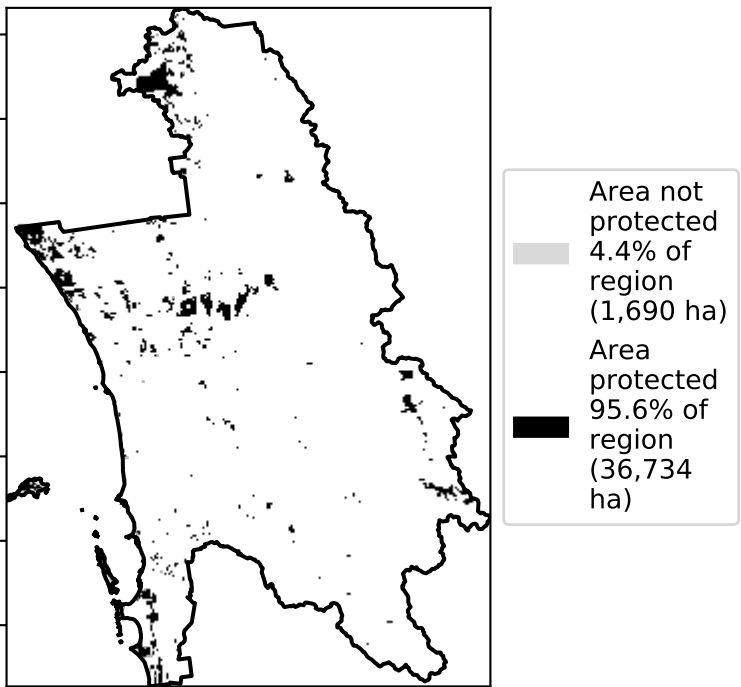 Area not
protected
4.4% of
region
(1,690 ha)
Area
protected
95.6% of
region
(36,734
ha)